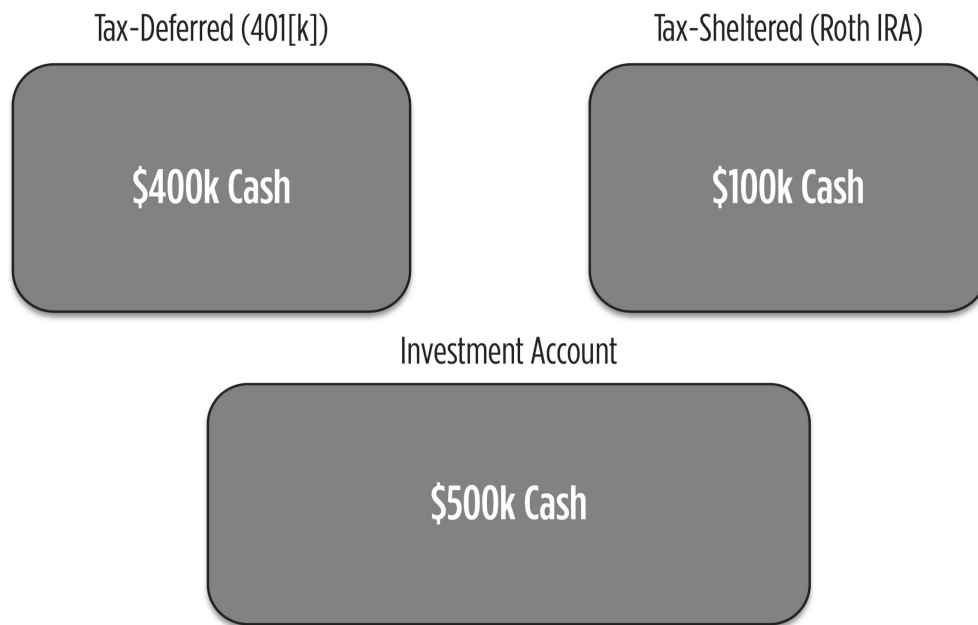 Tax-Deferred (401[k])
Tax-Sheltered (Roth IRA)
$400k Cash
$100k Cash
Investment Account
$500k Cash